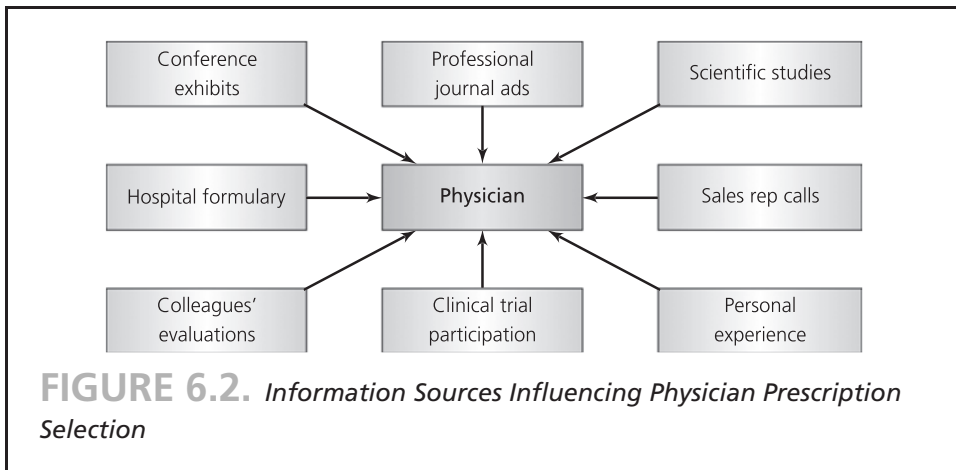 Conference
exhibits
Professional
journal ads
Scientific studies
Hospital formulary
Physician
Sales rep calls
Colleagues’
evaluations
Clinical trial
participation
Personal
experience
FIGURE 6.2. Information Sources Influencing Physician Prescription
Selection